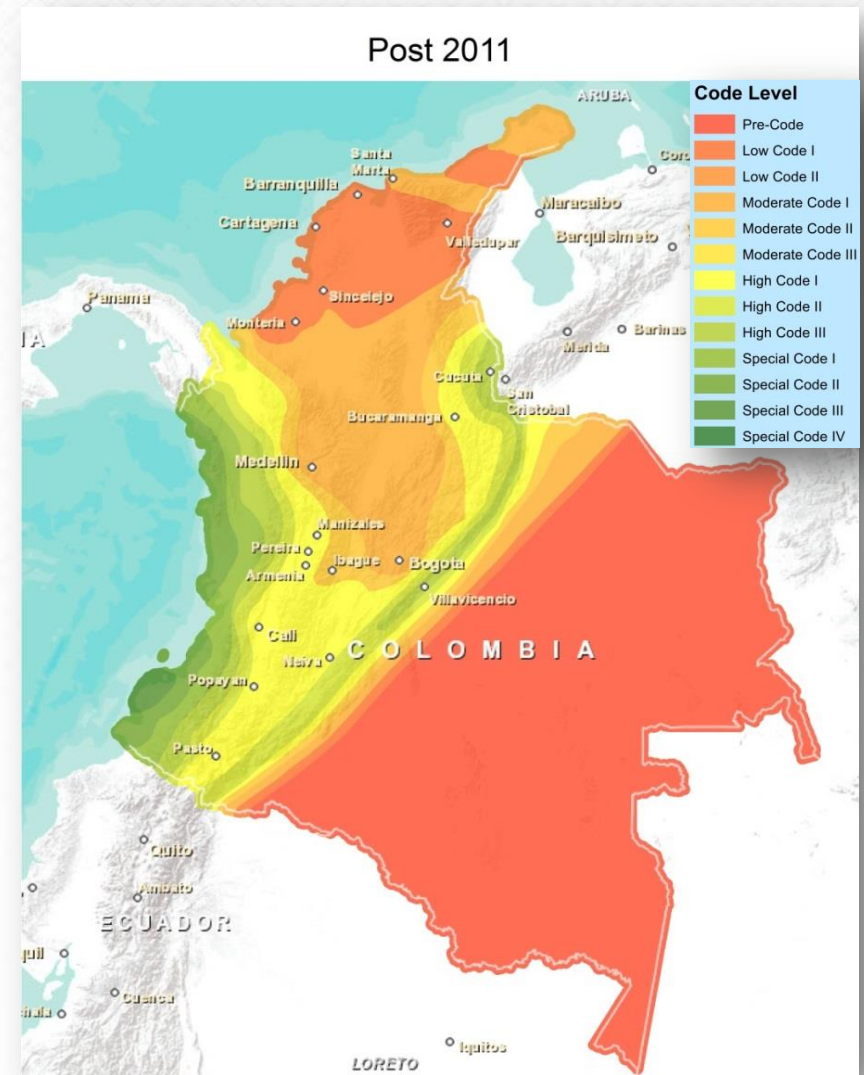 Post 2011
Code Level
Pre-Code
Low Code I
Low Code II
Moderate Code I
Moderate Code II
Moderate Code III
High Code I
High Code II
High Code III
Special Code I
Special Code II
Special Code III
Special Code IV
ARUBA
Santa
Marta
Barranquilla
Cartagena
Valledupar
Maracaibo
Barquisimeto
Panama
Sincelejo
Monteria
Merida
Barinas
Cucuta
San
Cristobal
Bucaramanga
Medellin
Manizales
Pereira
Ibague
Bogota
Armenia
Villavicencio
Cali
COLOMBIA
Neiva
Popayan
Pasto
Quito
Ambato
ECUADOR
Cuenca
Iquitos
LORETO